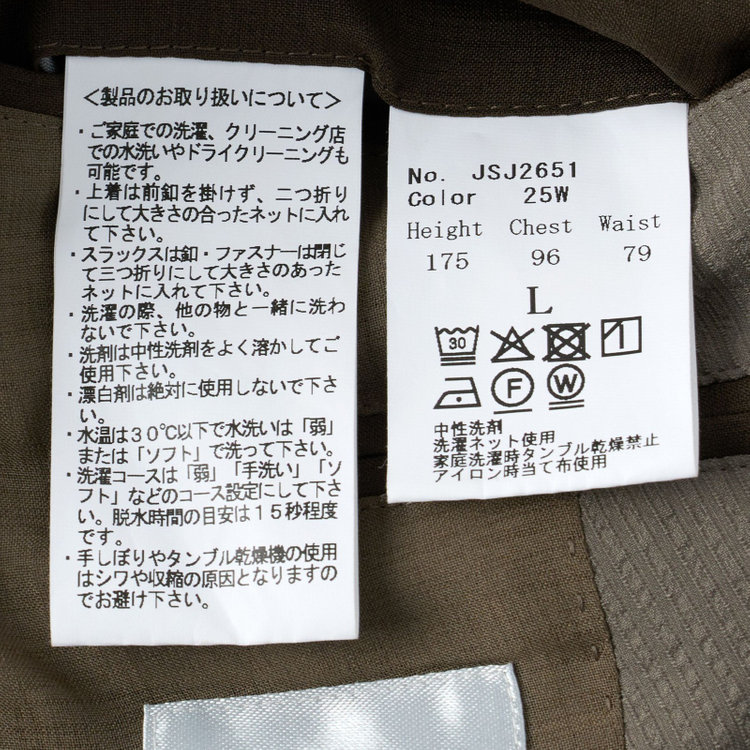 ＜製品のお取り扱いについて＞
・ご家庭での洗濯、クリーニング店
での水洗いやドライクリーニングも
可能です。
・上着は前釦を掛けず、二つ折り
にして大きさの合ったネットに入れ
て下さい。
・スラックスは釦・ファスナーは閉じ
て三つ折りにして大きさのあった
ネットに入れて下さい。
・洗濯の際、他の物と一緒に洗わ
ないで下さい。
・洗剤は中性洗剤をよく溶かしてご
使用下さい。
・漂白剤は絶対に使用しないで下さ
い。
・水温は30℃以下で水洗いは「弱」
または「ソフト」で洗って下さい。
・洗濯コースは「弱」「手洗い」「ソ
フト」などのコース設定にして下さ
い。脱水時間の目安は15秒程度
です。
・手しぼりやタンブル乾燥機の使用
はシワや収縮の原因となりますの
でお避け下さい。
No. JSJ2651
Color 25W
Height Chest Waist
175 96 79
L
30
F W
中性洗剤
洗濯ネット使用
家庭洗濯時タンブル乾燥禁止
アイロン時当て布使用